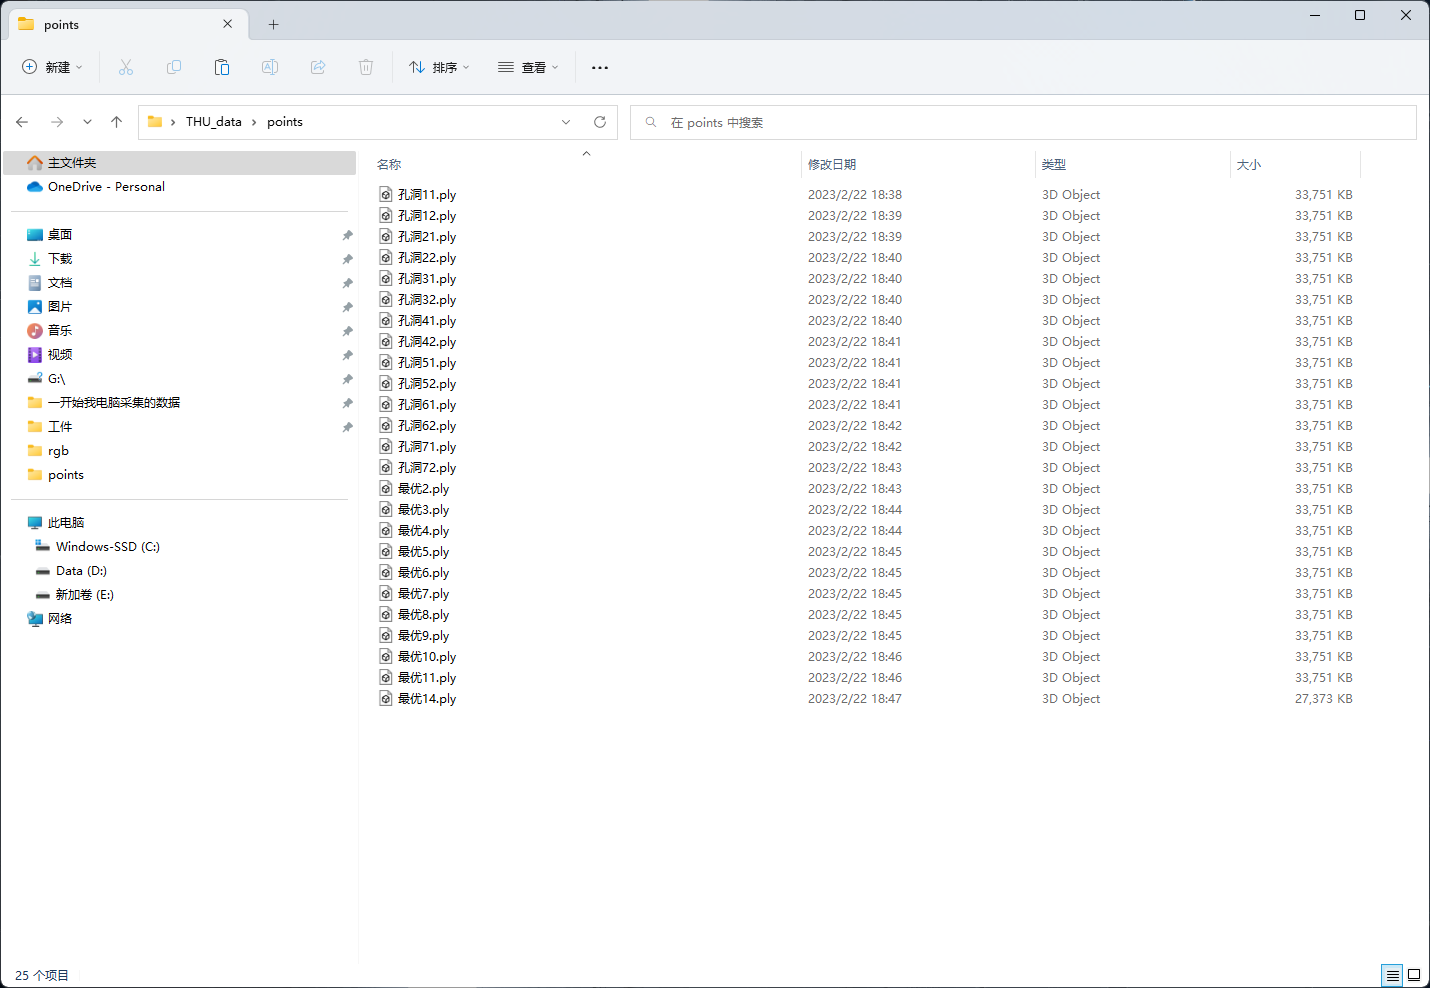 points
新建
排序
查看
THU_data
points
在 points 中搜索
主文件夹
OneDrive - Personal
桌面
下载
文档
图片
音乐
视频
G:\
一开始我电脑采集的数据
工件
rgb
points
此电脑
Windows-SSD (C:)
Data (D:)
新加卷 (E:)
网络
名称 修改日期 类型 大小
孔洞11.ply 2023/2/22 18:38 3D Object 33,751 KB
孔洞12.ply 2023/2/22 18:39 3D Object 33,751 KB
孔洞21.ply 2023/2/22 18:39 3D Object 33,751 KB
孔洞22.ply 2023/2/22 18:40 3D Object 33,751 KB
孔洞31.ply 2023/2/22 18:40 3D Object 33,751 KB
孔洞32.ply 2023/2/22 18:40 3D Object 33,751 KB
孔洞41.ply 2023/2/22 18:40 3D Object 33,751 KB
孔洞42.ply 2023/2/22 18:41 3D Object 33,751 KB
孔洞51.ply 2023/2/22 18:41 3D Object 33,751 KB
孔洞52.ply 2023/2/22 18:41 3D Object 33,751 KB
孔洞61.ply 2023/2/22 18:41 3D Object 33,751 KB
孔洞62.ply 2023/2/22 18:42 3D Object 33,751 KB
孔洞71.ply 2023/2/22 18:42 3D Object 33,751 KB
孔洞72.ply 2023/2/22 18:43 3D Object 33,751 KB
最优2.ply 2023/2/22 18:43 3D Object 33,751 KB
最优3.ply 2023/2/22 18:44 3D Object 33,751 KB
最优4.ply 2023/2/22 18:44 3D Object 33,751 KB
最优5.ply 2023/2/22 18:45 3D Object 33,751 KB
最优6.ply 2023/2/22 18:45 3D Object 33,751 KB
最优7.ply 2023/2/22 18:45 3D Object 33,751 KB
最优8.ply 2023/2/22 18:45 3D Object 33,751 KB
最优9.ply 2023/2/22 18:45 3D Object 33,751 KB
最优10.ply 2023/2/22 18:46 3D Object 33,751 KB
最优11.ply 2023/2/22 18:46 3D Object 33,751 KB
最优14.ply 2023/2/22 18:47 3D Object 27,373 KB
25 个项目